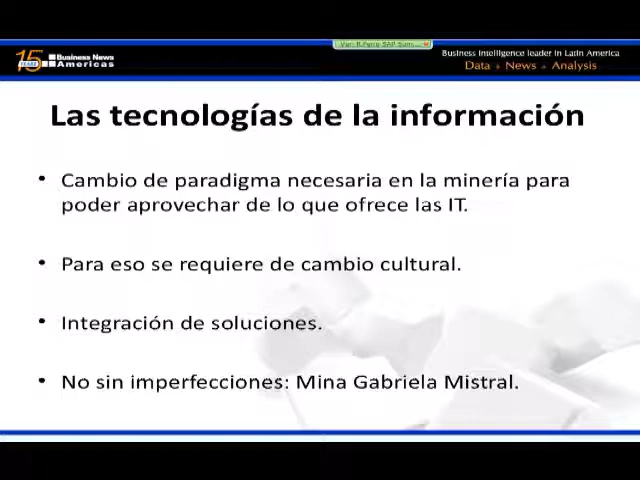 15
YEARS
Business News
Americas
Business Intelligence leader in Latin America
Data + News + Analysis
Las tecnologías de la información
• Cambio de paradigma necesaria en la minería para
poder aprovechar de lo que ofrece las IT.
• Para eso se requiere de cambio cultural.
• Integración de soluciones.
• No sin imperfecciones: Mina Gabriela Mistral.